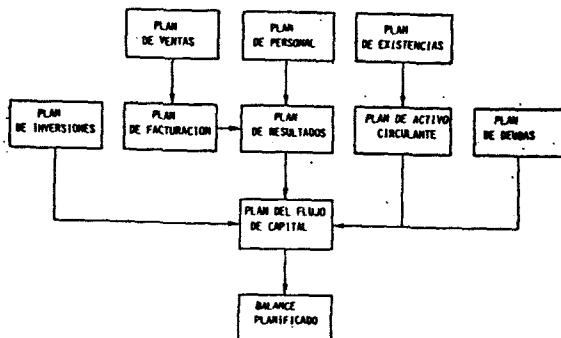 PLAN
DE VENTAS
PLAN
DE PERSONAL
PLAN
DE EXISTENCIAS
PLAN
DE INVERSIONES
PLAN
DE FACTURACION
PLAN
DE RESULTADOS
PLAN DE ACTIVO
CIRCULANTE
PLAN
DE DEUDAS
PLAN DEL FLUJO
DE CAPITAL
BALANCE
PLANIFICADO